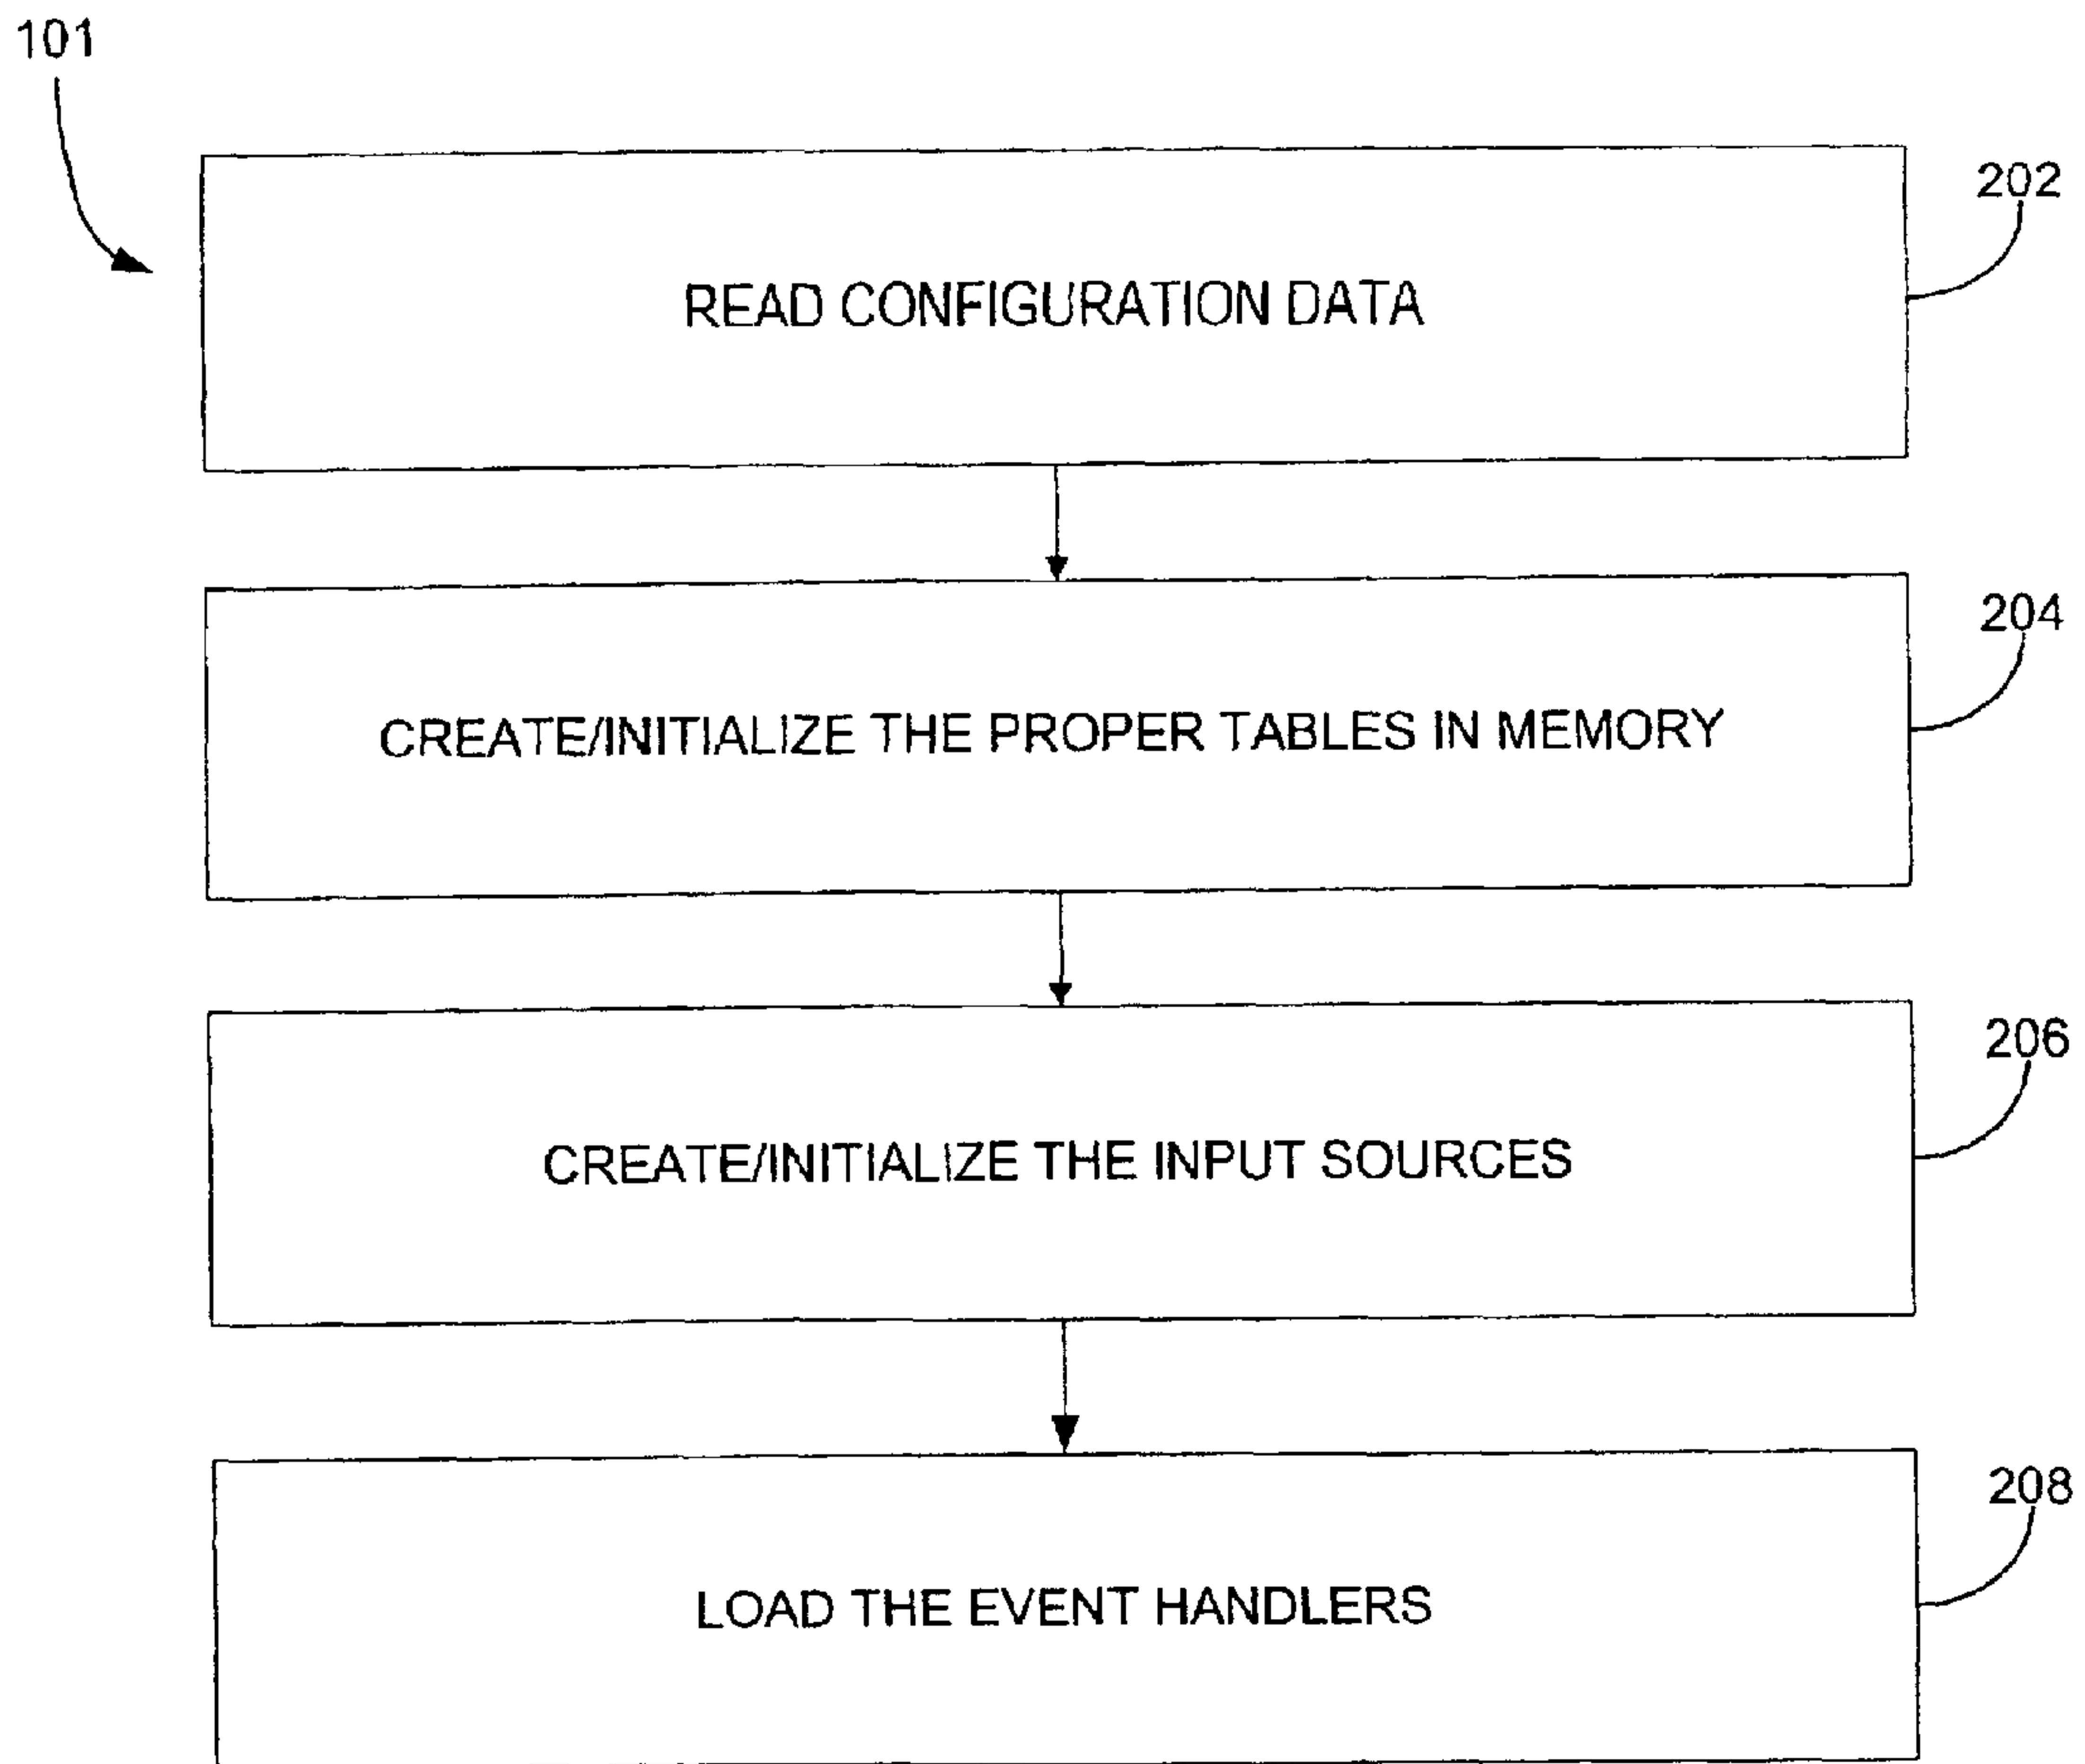 101
202
READ CONFIGURATION DATA
204
CREATE/INITIALIZE THE PROPER TABLES IN MEMORY
206
CREATE/INITIALIZE THE INPUT SOURCES
208
LOAD THE EVENT HANDLERS